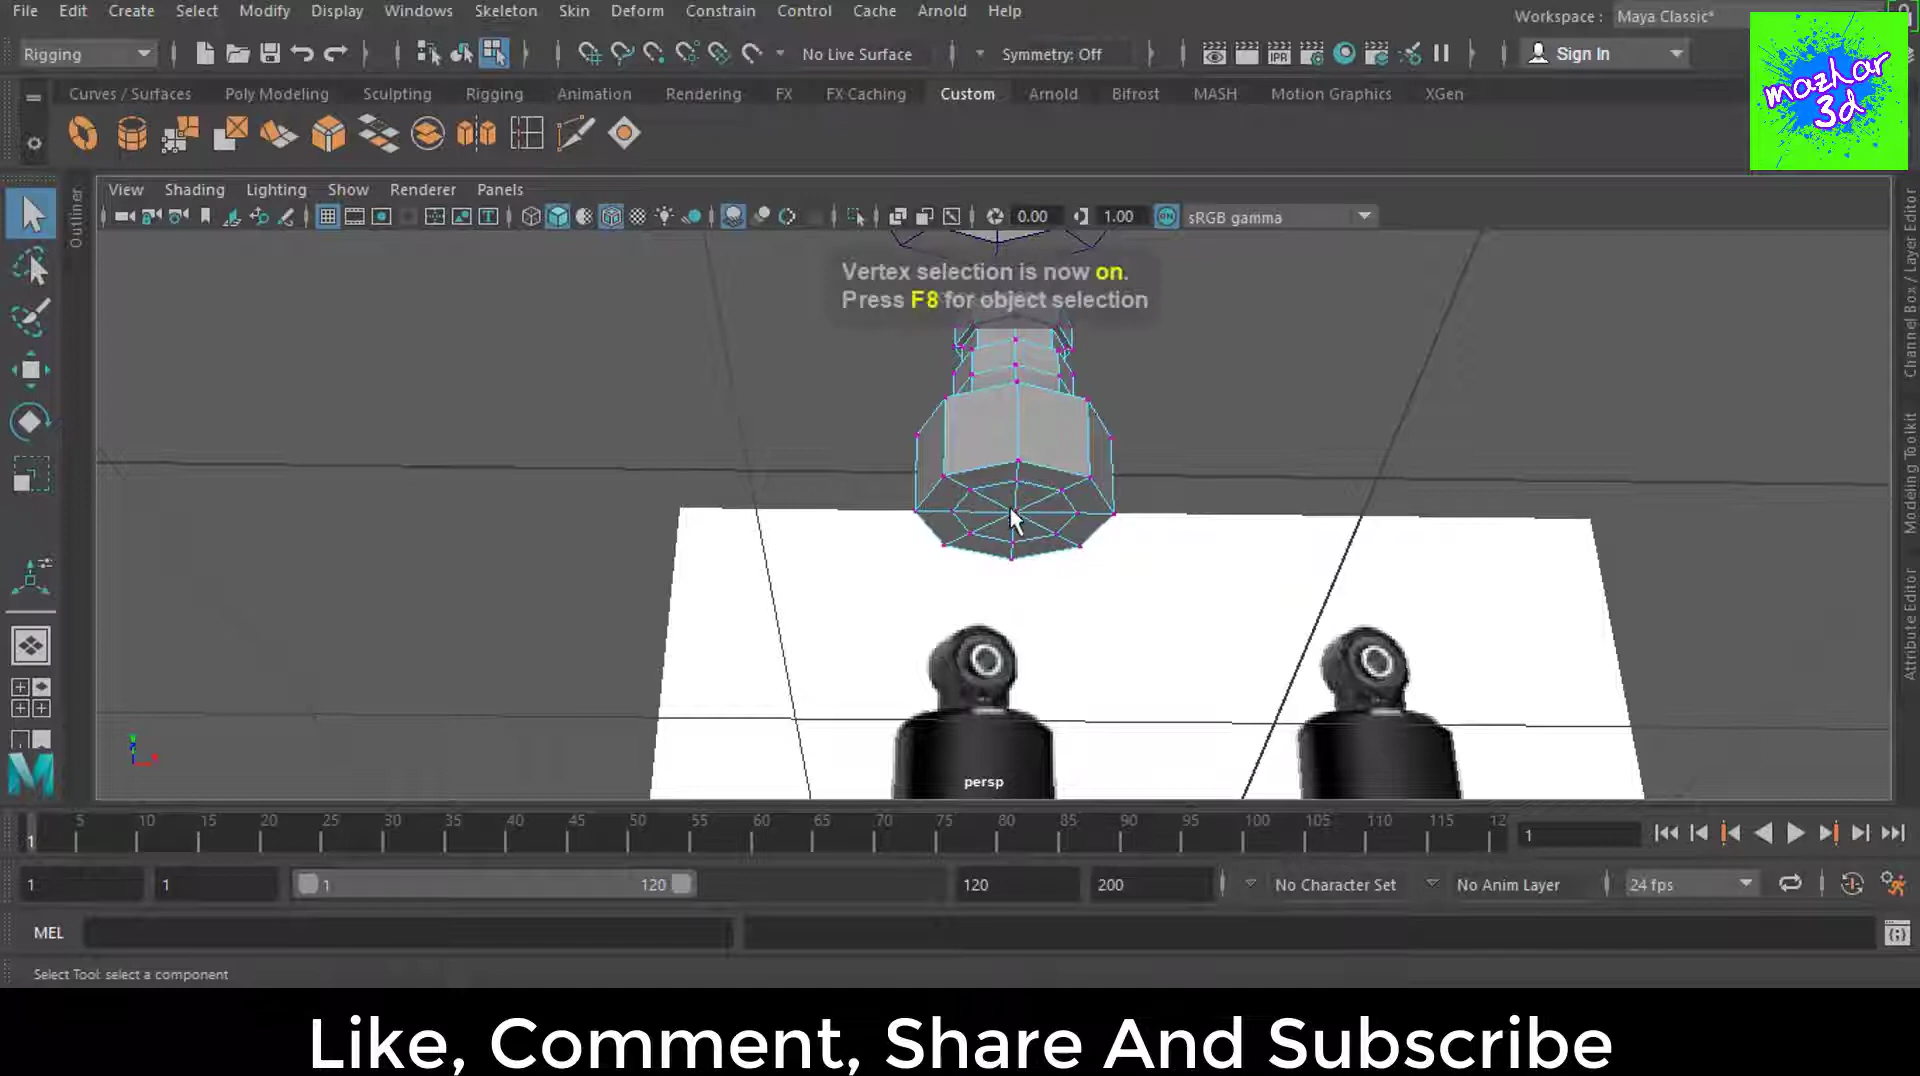 File Edit Create Select Modify Display Windows Skeleton Skin Deform Constrain Control Cache Arnold Help
Workspace : Maya Classic*
Rigging
No Live Surface
Symmetry: Off
IPR
Sign In
mazhar
3d
Curves / Surfaces Poly Modeling Sculpting Rigging Animation Rendering FX FX Caching Custom Arnold Bifrost MASH Motion Graphics XGen
Outliner
View Shading Lighting Show Renderer Panels
0.00 1.00 ON sRGB gamma
Channel Box / Layer Editor
Modeling Toolkit
Attribute Editor
Vertex selection is now on.
Press F8 for object selection
persp
5 10 15 20 25 30 35 40 45 50 55 60 65 70 75 80 85 90 95 100 105 110 115 12
1
1
1 1 1 120 120 200 No Character Set No Anim Layer 24 fps
MEL
Select Tool: select a component
Like, Comment, Share And Subscribe